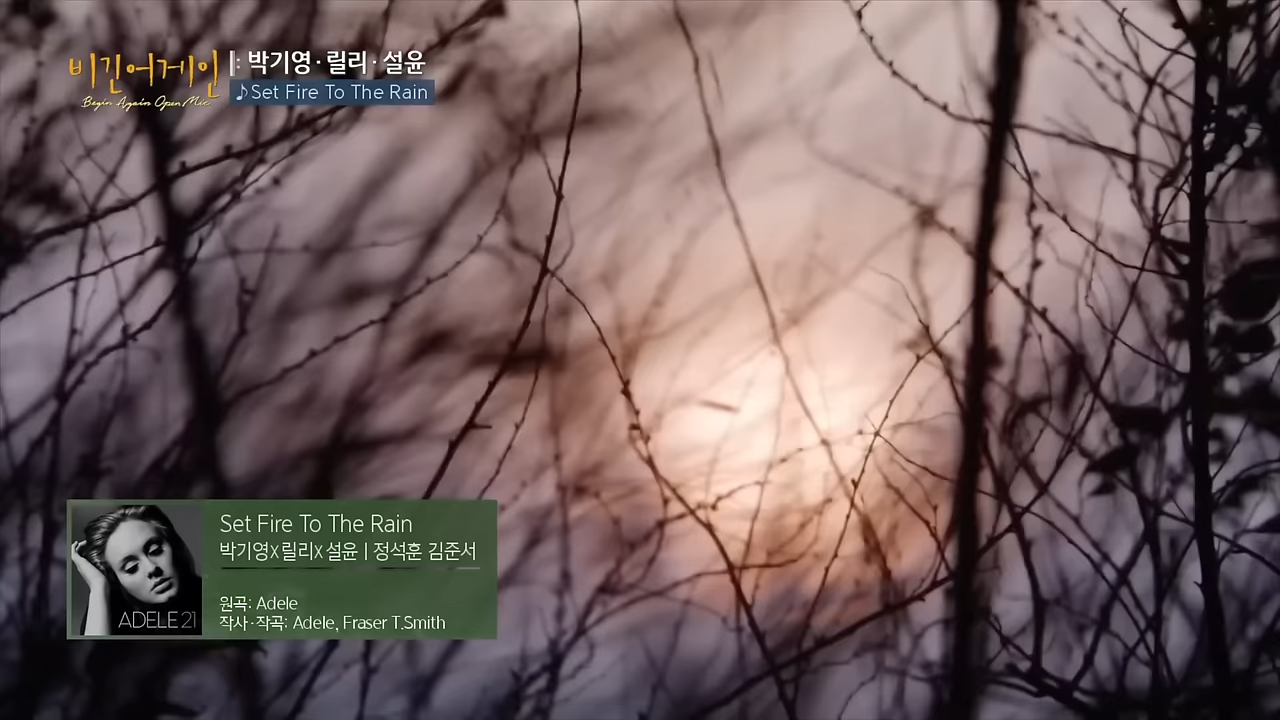 비긴어게인
Begin Again Open Mic
박기영·릴리·설윤
♪Set Fire To The Rain
Set Fire To The Rain
박기영X릴리X설윤 | 정석훈 김준서
원곡: Adele
작사·작곡: Adele, Fraser T.Smith
ADELE 21